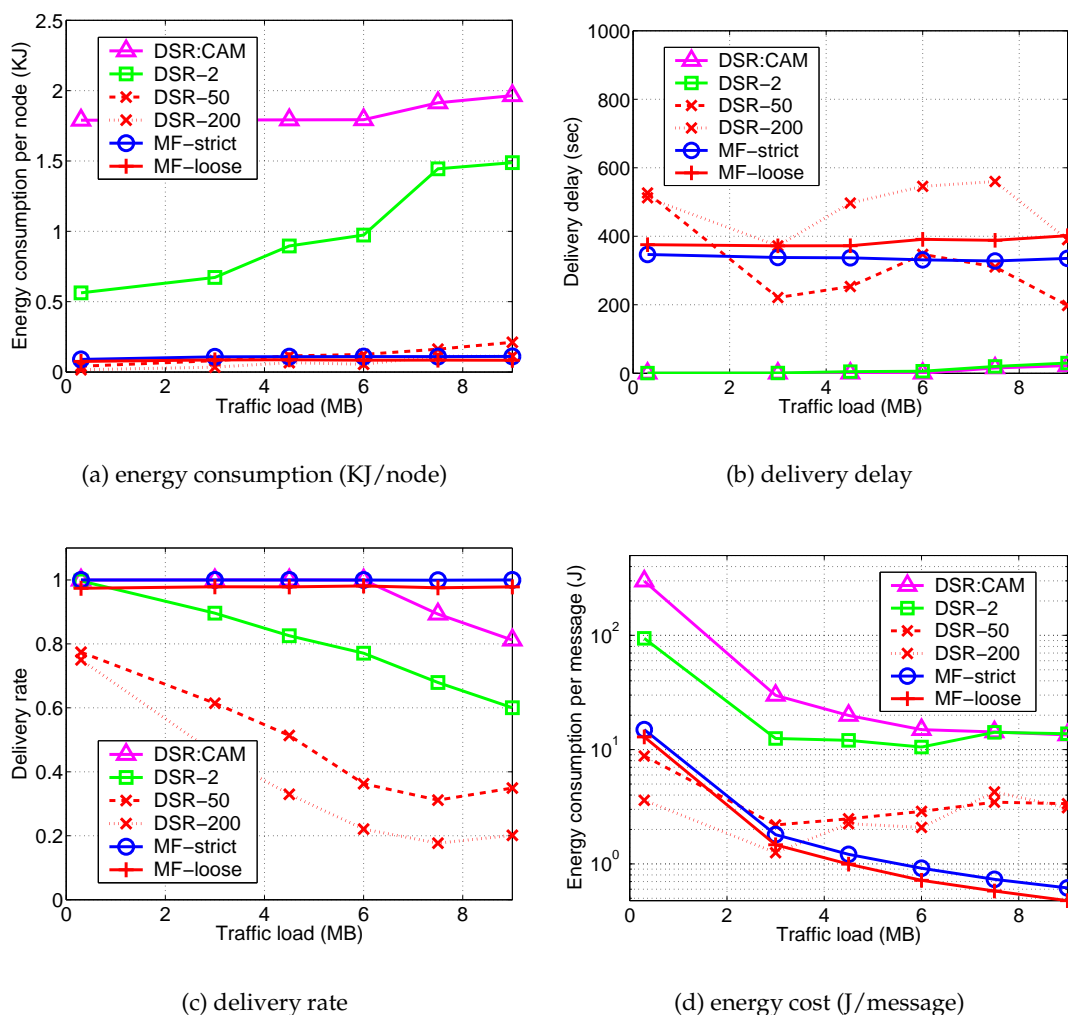 2.5
2
1.5
1
0.5
0
0 2 4 6 8
Energy consumption per node (KJ)
Traffic load (MB)
DSR:CAM
DSR−2
DSR−50
DSR−200
MF−strict
MF−loose
(a) energy consumption (KJ/node)
1000
800
600
400
200
0
0 2 4 6 8
Delivery delay (sec)
Traffic load (MB)
DSR:CAM
DSR−2
DSR−50
DSR−200
MF−strict
MF−loose
(b) delivery delay
1
0.8
0.6
0.4
0.2
0
0 2 4 6 8
Delivery rate
Traffic load (MB)
DSR:CAM
DSR−2
DSR−50
DSR−200
MF−strict
MF−loose
(c) delivery rate
10²
10¹
10⁰
0 2 4 6 8
Energy consumption per message (J)
Traffic load (MB)
DSR:CAM
DSR−2
DSR−50
DSR−200
MF−strict
MF−loose
(d) energy cost (J/message)